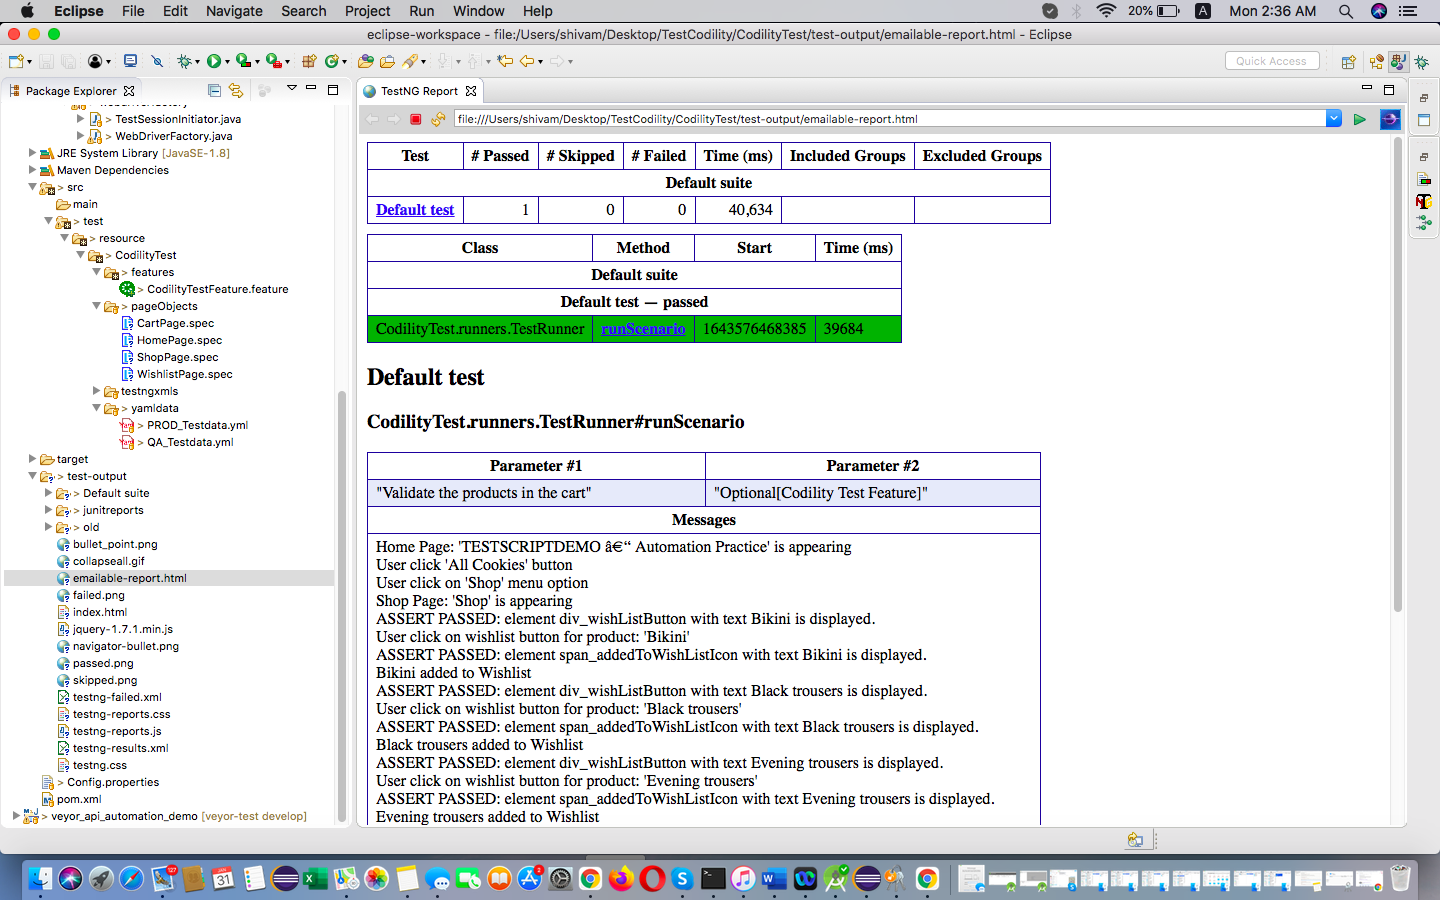 Eclipse File Edit Navigate Search Project Run Window Help 20% A Mon 2:36 AM
eclipse-workspace - file:/Users/shivam/Desktop/TestCodility/CodilityTest/test-output/emailable-report.html - Eclipse
Quick Access
Package Explorer
> TestSessionInitiator.java
> WebDriverFactory.java
JRE System Library [JavaSE-1.8]
Maven Dependencies
> src
main
> test
> resource
> CodilityTest
> features
> CodilityTestFeature.feature
> pageObjects
CartPage.spec
HomePage.spec
ShopPage.spec
WishlistPage.spec
testngxmls
> yamldata
> PROD_Testdata.yml
> QA_Testdata.yml
target
> test-output
> Default suite
> junitreports
> old
bullet_point.png
collapseall.gif
emailable-report.html
failed.png
index.html
jquery-1.7.1.min.js
navigator-bullet.png
passed.png
skipped.png
testng-failed.xml
testng-reports.css
testng-reports.js
testng-results.xml
testng.css
> Config.properties
pom.xml
> veyor_api_automation_demo [veyor-test develop]
TestNG Report
file:///Users/shivam/Desktop/TestCodility/CodilityTest/test-output/emailable-report.html
Test # Passed # Skipped # Failed Time (ms) Included Groups Excluded Groups
Default suite
Default test 1 0 0 40,634
Class Method Start Time (ms)
Default suite
Default test — passed
CodilityTest.runners.TestRunner runScenario 1643576468385 39684
Default test
CodilityTest.runners.TestRunner#runScenario
Parameter #1 Parameter #2
"Validate the products in the cart" "Optional[Codility Test Feature]"
Messages
Home Page: 'TESTSCRIPTDEMO â€“ Automation Practice' is appearing
User click 'All Cookies' button
User click on 'Shop' menu option
Shop Page: 'Shop' is appearing
ASSERT PASSED: element div_wishListButton with text Bikini is displayed.
User click on wishlist button for product: 'Bikini'
ASSERT PASSED: element span_addedToWishListIcon with text Bikini is displayed.
Bikini added to Wishlist
ASSERT PASSED: element div_wishListButton with text Black trousers is displayed.
User click on wishlist button for product: 'Black trousers'
ASSERT PASSED: element span_addedToWishListIcon with text Black trousers is displayed.
Black trousers added to Wishlist
ASSERT PASSED: element div_wishListButton with text Evening trousers is displayed.
User click on wishlist button for product: 'Evening trousers'
ASSERT PASSED: element span_addedToWishListIcon with text Evening trousers is displayed.
Evening trousers added to Wishlist